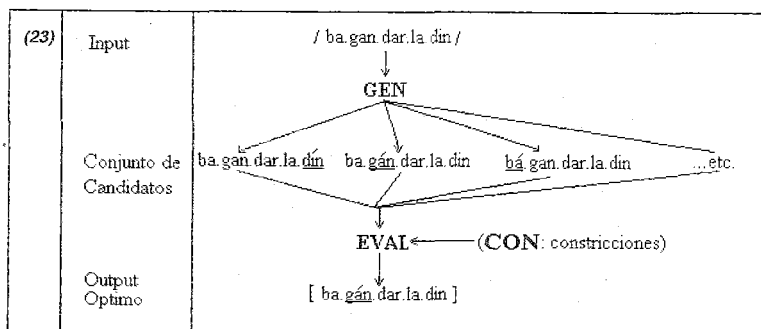 (23) Input / ba.gan.dar.la.din /
GEN
Conjunto de Candidatos ba.gan.dar.la.dín ba.gán.dar.la.din bá.gan.dar.la.din ...etc.
EVAL (CON: constricciones)
Output Optimo [ ba.gán.dar.la.din ]